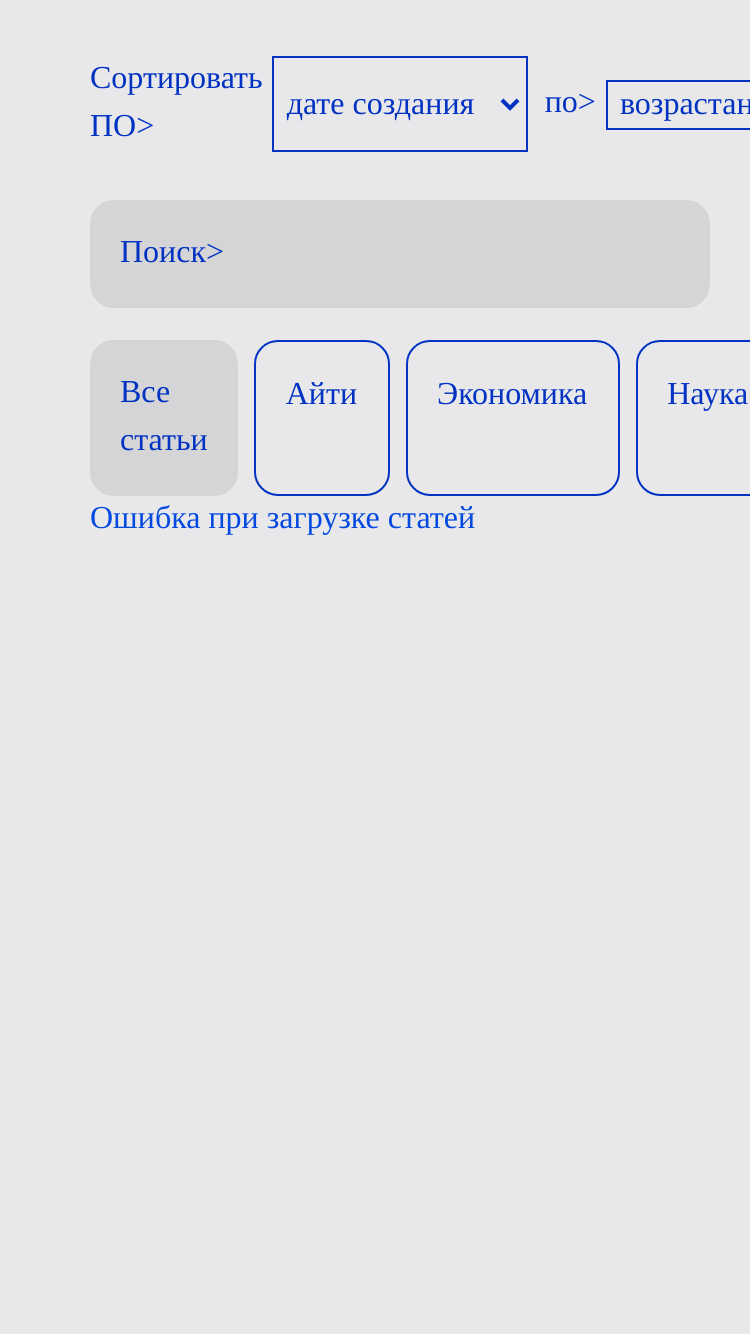 Сортировать
ПО>
дате создания
по>
возрастан
Поиск>
Все
статьи
Айти
Экономика
Наука
Ошибка при загрузке статей